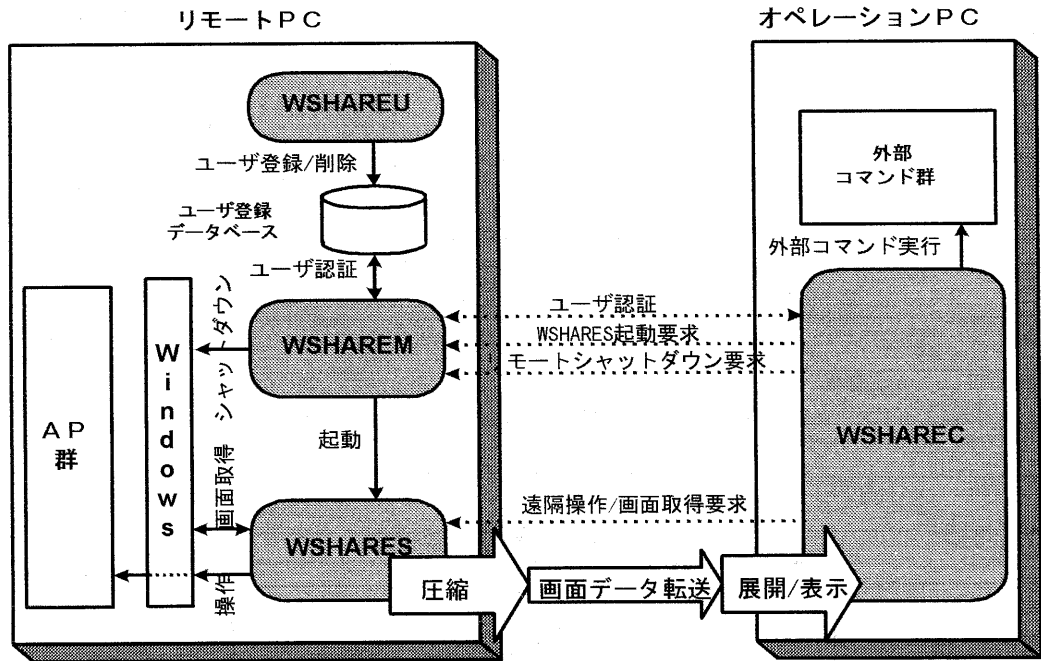 リモートPC
オペレーションPC
WSHAREU
ユーザ登録/削除
ユーザ登録
データベース
ユーザ認証
外部
コマンド群
外部コマンド実行
シャットダウン
ユーザ認証
WSHARES起動要求
モートシャットダウン要求
WSHAREM
Windows
AP
群
起動
WSHAREC
画面取得
遠隔操作/画面取得要求
WSHARES
操作
圧縮
画面データ転送
展開/表示